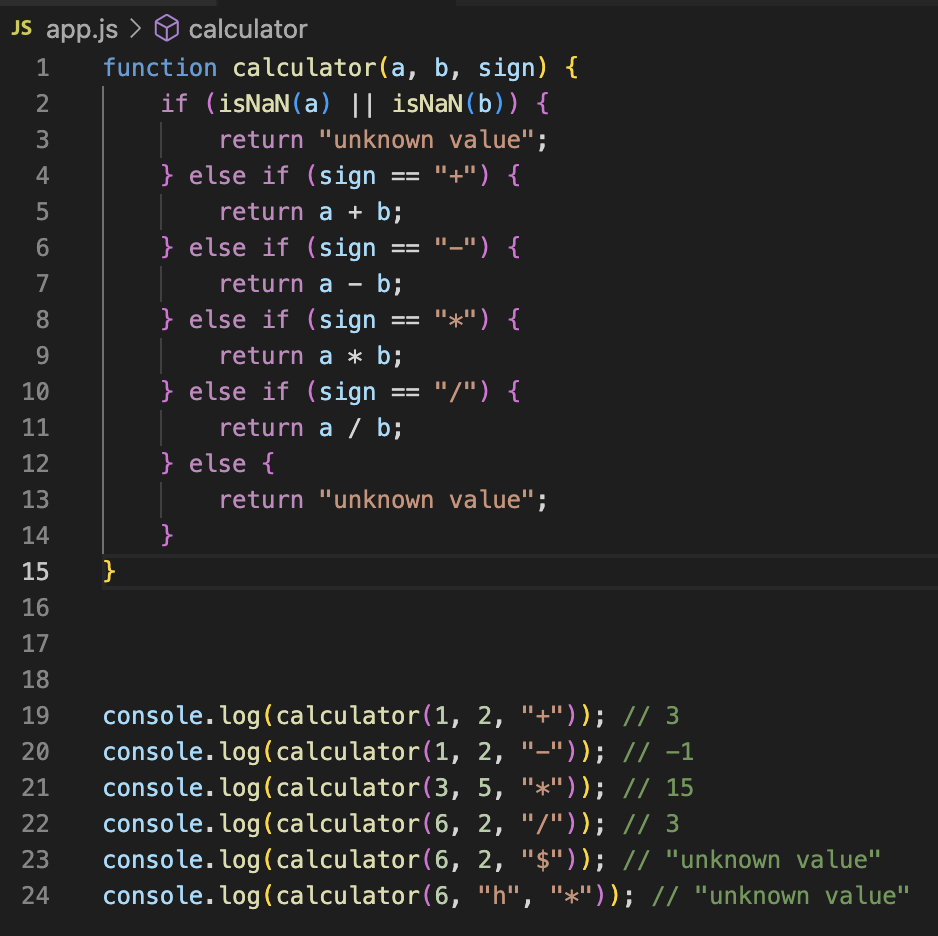 JS app.js > calculator
1 function calculator(a, b, sign) {
2 if (isNaN(a) || isNaN(b)) {
3 return "unknown value";
4 } else if (sign == "+") {
5 return a + b;
6 } else if (sign == "-") {
7 return a - b;
8 } else if (sign == "*") {
9 return a * b;
10 } else if (sign == "/") {
11 return a / b;
12 } else {
13 return "unknown value";
14 }
15 }
16
17
18
19 console.log(calculator(1, 2, "+")); // 3
20 console.log(calculator(1, 2, "-")); // -1
21 console.log(calculator(3, 5, "*")); // 15
22 console.log(calculator(6, 2, "/")); // 3
23 console.log(calculator(6, 2, "$")); // "unknown value"
24 console.log(calculator(6, "h", "*")); // "unknown value"